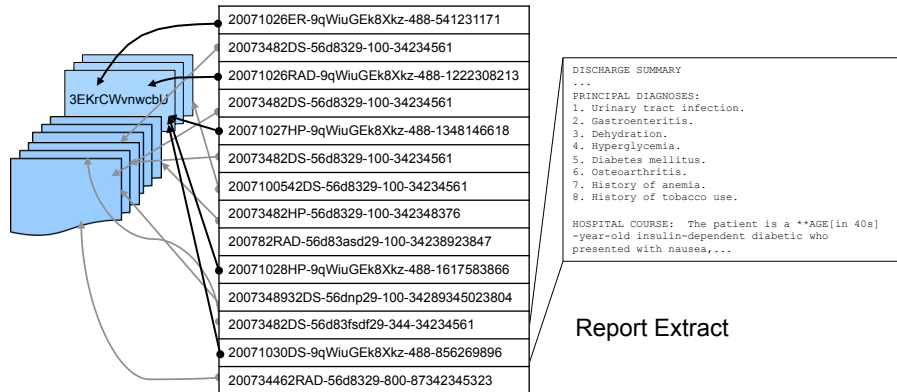 3EKrCWvnwcbU
20071026ER-9qWiuGEk8Xkz-488-541231171
20073482DS-56d8329-100-34234561
20071026RAD-9qWiuGEk8Xkz-488-1222308213
20073482DS-56d8329-100-34234561
20071027HP-9qWiuGEk8Xkz-488-1348146618
20073482DS-56d8329-100-34234561
2007100542DS-56d8329-100-34234561
20073482HP-56d8329-100-342348376
200782RAD-56d83asd29-100-34238923847
20071028HP-9qWiuGEk8Xkz-488-1617583866
2007348932DS-56dnp29-100-34289345023804
20073482DS-56d83fsdf29-344-34234561
20071030DS-9qWiuGEk8Xkz-488-856269896
200734462RAD-56d8329-800-87342345323
DISCHARGE SUMMARY
...
PRINCIPAL DIAGNOSES:
1. Urinary tract infection.
2. Gastroenteritis.
3. Dehydration.
4. Hyperglycemia.
5. Diabetes mellitus.
6. Osteoarthritis.
7. History of anemia.
8. History of tobacco use.
HOSPITAL COURSE: The patient is a **AGE[in 40s]
-year-old insulin-dependent diabetic who
presented with nausea,...
Report Extract